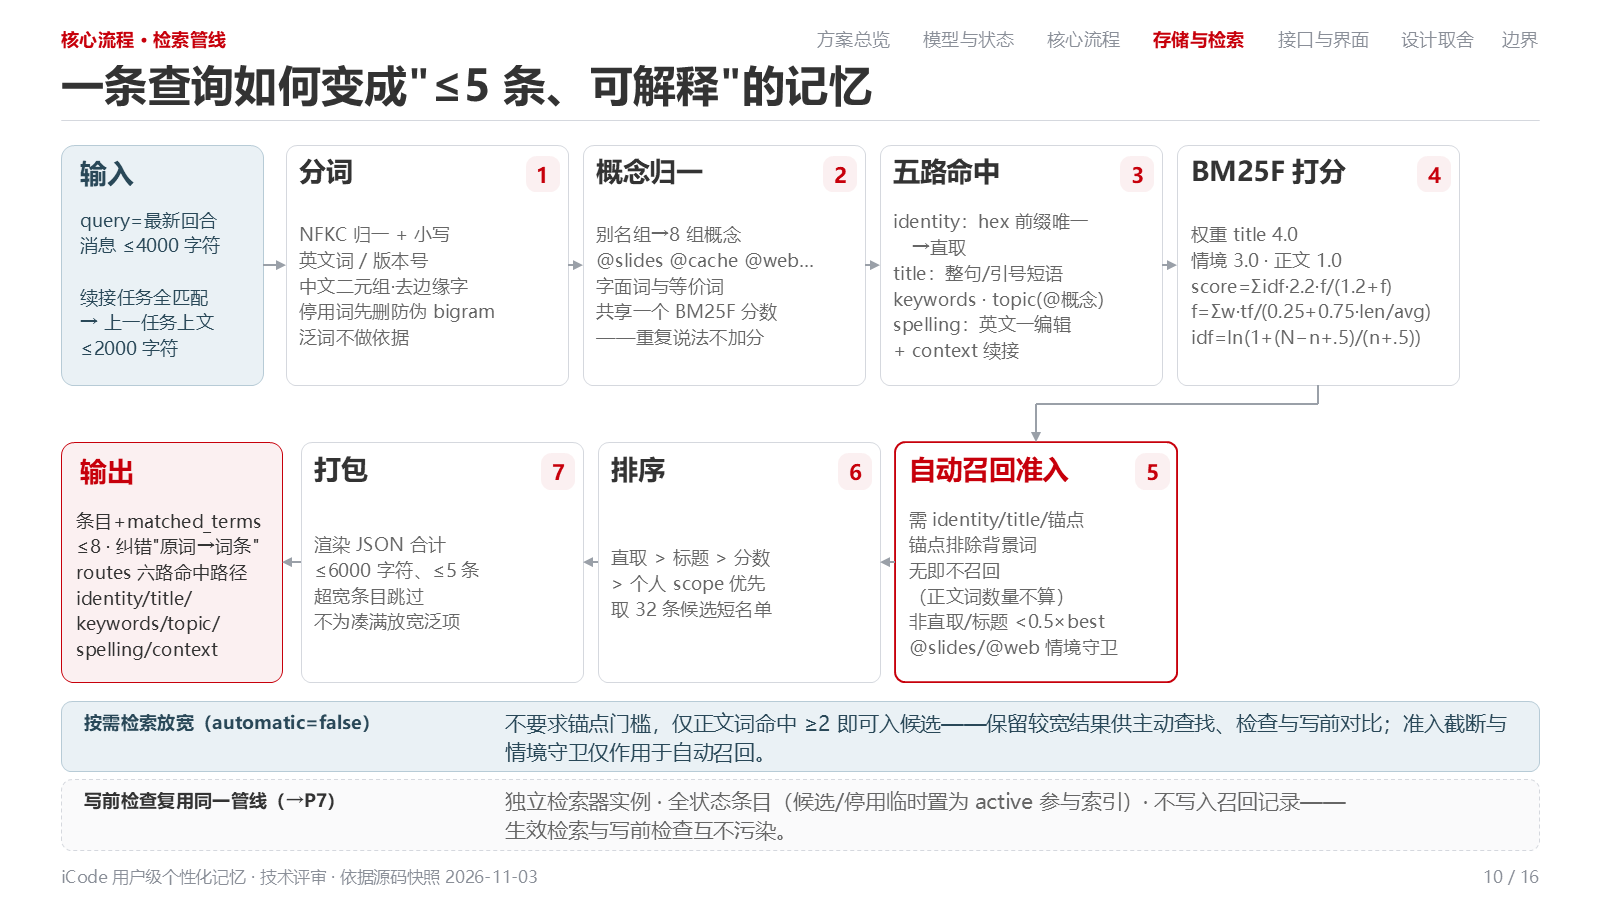 核心流程·检索管线
方案总览 模型与状态 核心流程 存储与检索 接口与界面 设计取舍 边界
一条查询如何变成"≤5 条、可解释"的记忆
输入
query=最新回合
消息 ≤4000 字符
续接任务全匹配
→ 上一任务上文
≤2000 字符
分词
1
NFKC 归一 + 小写
英文词 / 版本号
中文二元组·去边缘字
停用词先删防伪 bigram
泛词不做依据
概念归一
2
别名组→8 组概念
@slides @cache @web…
字面词与等价词
共享一个 BM25F 分数
——重复说法不加分
五路命中
3
identity：hex 前缀唯一
→直取
title：整句/引号短语
keywords · topic(@概念)
spelling：英文一编辑
+ context 续接
BM25F 打分
4
权重 title 4.0
情境 3.0 · 正文 1.0
score=Σidf·2.2·f/(1.2+f)
f=Σw·tf/(0.25+0.75·len/avg)
idf=ln(1+(N−n+.5)/(n+.5))
输出
条目+matched_terms
≤8 · 纠错"原词→词条"
routes 六路命中路径
identity/title/
keywords/topic/
spelling/context
打包
7
渲染 JSON 合计
≤6000 字符、≤5 条
超宽条目跳过
不为凑满放宽泛项
排序
6
直取 > 标题 > 分数
> 个人 scope 优先
取 32 条候选短名单
自动召回准入
5
需 identity/title/锚点
锚点排除背景词
无即不召回
（正文词数量不算）
非直取/标题 <0.5×best
@slides/@web 情境守卫
按需检索放宽（automatic=false）
不要求锚点门槛，仅正文词命中 ≥2 即可入候选——保留较宽结果供主动查找、检查与写前对比；准入截断与
情境守卫仅作用于自动召回。
写前检查复用同一管线（→P7）
独立检索器实例 · 全状态条目（候选/停用临时置为 active 参与索引）· 不写入召回记录——
生效检索与写前检查互不污染。
iCode 用户级个性化记忆 · 技术评审 · 依据源码快照 2026-11-03
10 / 16